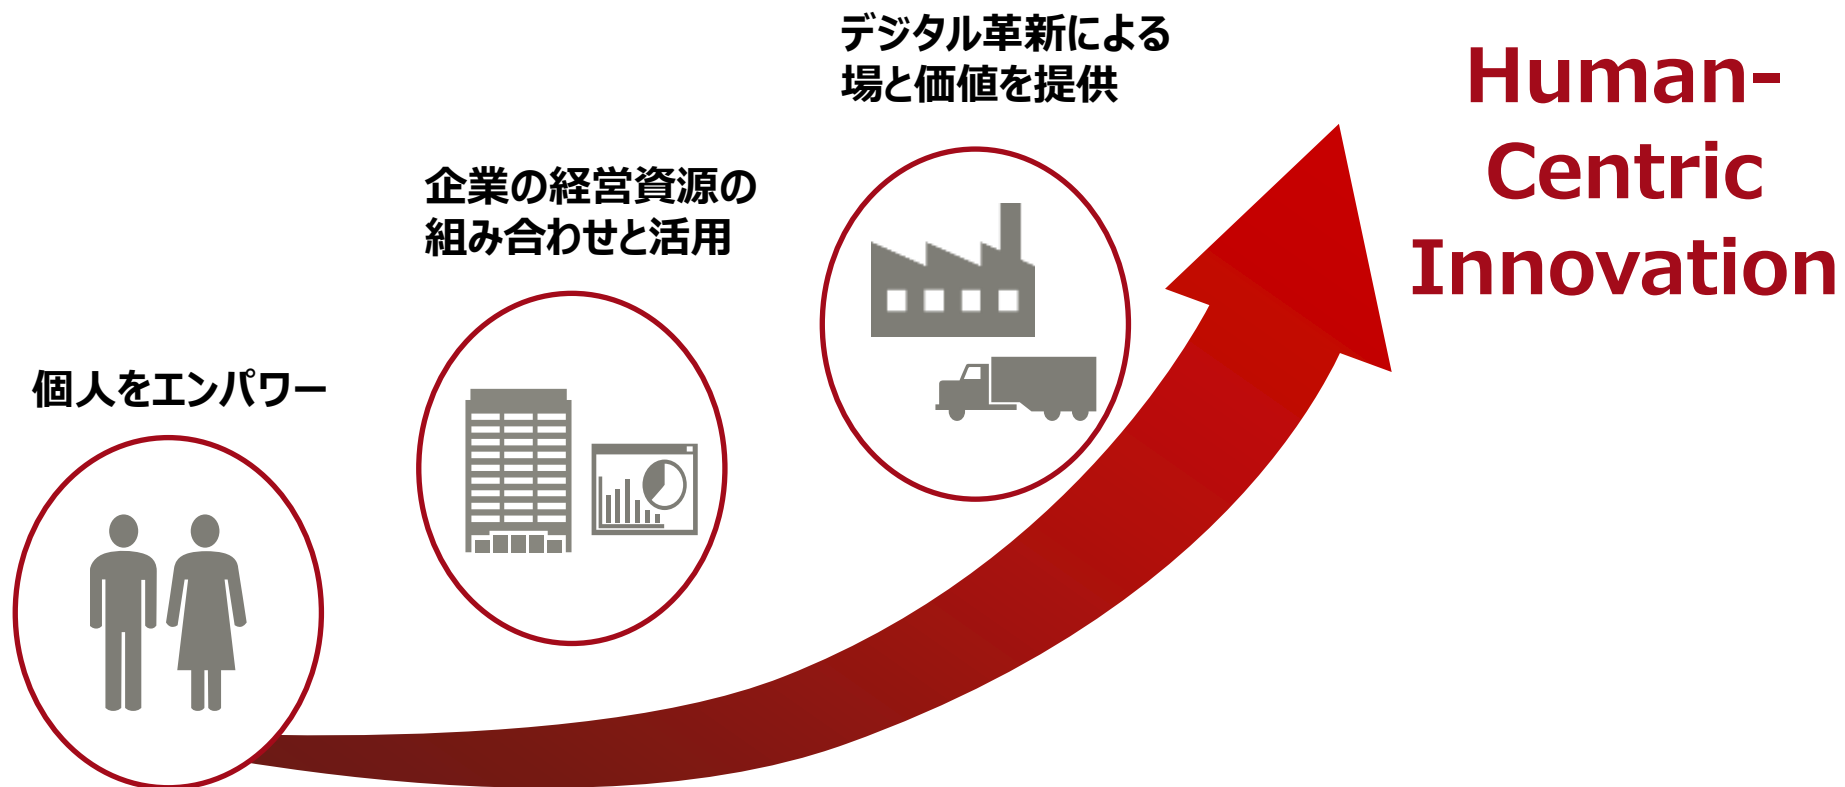 デジタル革新による
場と価値を提供
Human-
Centric
Innovation
企業の経営資源の
組み合わせと活用
個人をエンパワー